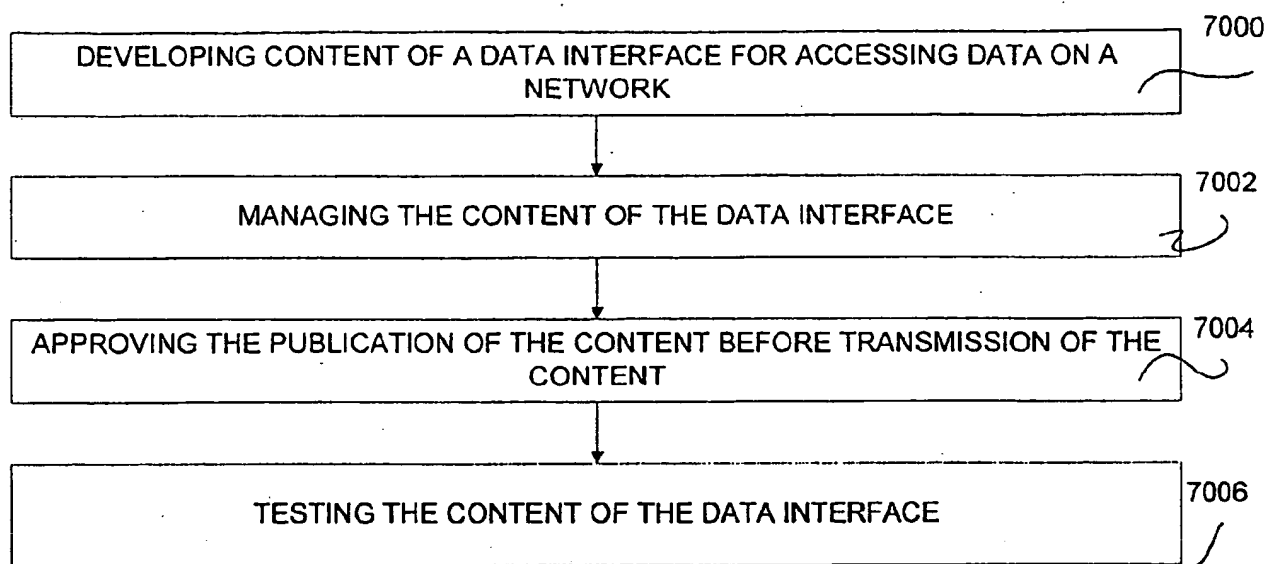 7000
DEVELOPING CONTENT OF A DATA INTERFACE FOR ACCESSING DATA ON A
NETWORK
7002
MANAGING THE CONTENT OF THE DATA INTERFACE
7004
APPROVING THE PUBLICATION OF THE CONTENT BEFORE TRANSMISSION OF THE
CONTENT
7006
TESTING THE CONTENT OF THE DATA INTERFACE